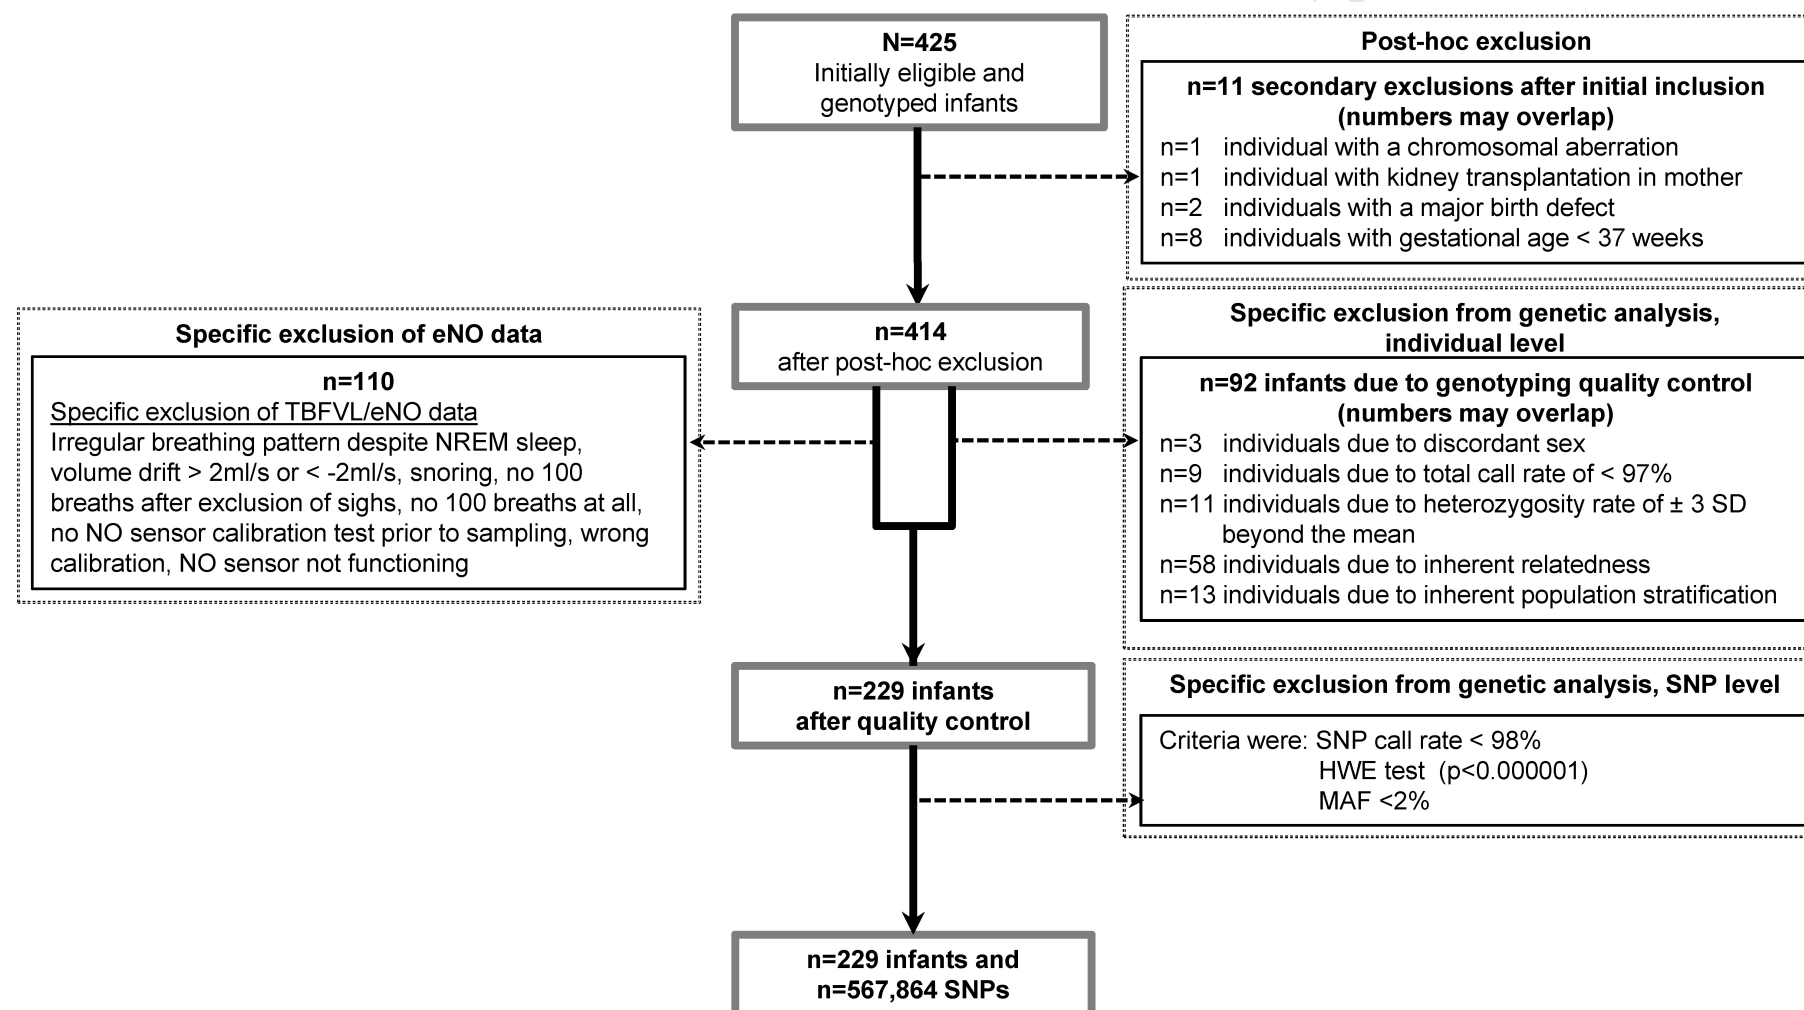 N=425
Initially eligible and
genotyped infants
Post-hoc exclusion
n=11 secondary exclusions after initial inclusion
(numbers may overlap)
n=1 individual with a chromosomal aberration
n=1 individual with kidney transplantation in mother
n=2 individuals with a major birth defect
n=8 individuals with gestational age < 37 weeks
n=414
after post-hoc exclusion
Specific exclusion of eNO data
n=110
Specific exclusion of TBFVL/eNO data
Irregular breathing pattern despite NREM sleep,
volume drift > 2ml/s or < -2ml/s, snoring, no 100
breaths after exclusion of sighs, no 100 breaths at all,
no NO sensor calibration test prior to sampling, wrong
calibration, NO sensor not functioning
Specific exclusion from genetic analysis,
individual level
n=92 infants due to genotyping quality control
(numbers may overlap)
n=3 individuals due to discordant sex
n=9 individuals due to total call rate of < 97%
n=11 individuals due to heterozygosity rate of ± 3 SD
beyond the mean
n=58 individuals due to inherent relatedness
n=13 individuals due to inherent population stratification
n=229 infants
after quality control
Specific exclusion from genetic analysis, SNP level
Criteria were: SNP call rate < 98%
HWE test (p<0.000001)
MAF <2%
n=229 infants and
n=567,864 SNPs